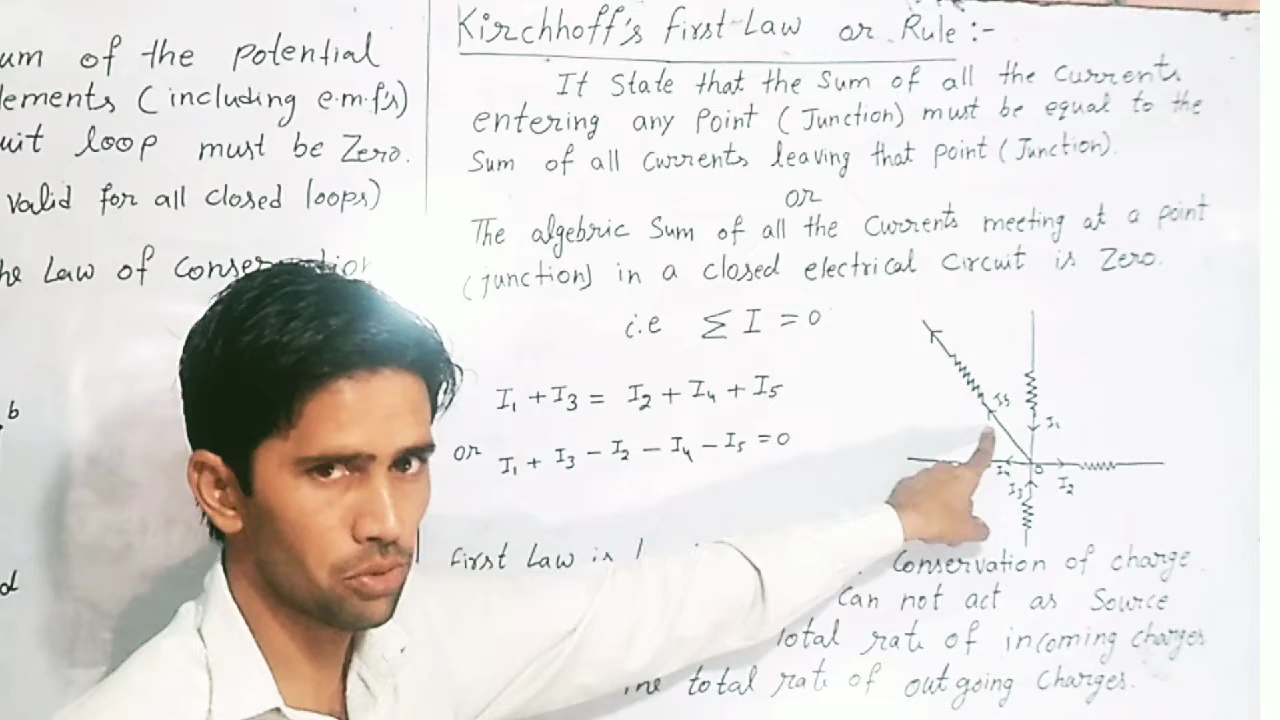 um of the potential
lements (including e.m.f's)
uit loop must be Zero.
valid for all closed loops)
he Law of Conser
b
d
Kirchhoff's first Law or Rule :-
It State that the Sum of all the Currents
entering any Point (Junction) must be equal to the
Sum of all Currents leaving that point (Junction).
or
The algebric Sum of all the Currents meeting at a point
(junction) in a closed electrical Circuit is Zero.
i.e Σ I = 0
I₁ + I₃ = I₂ + I₄ + I₅
or I₁ + I₃ - I₂ - I₄ - I₅ = 0
I5
I₁
I₄
o
I₃
I₂
first Law is
Conservation of charge.
Can not act as Source
total rate of incoming charges
total rate of outgoing Charges.